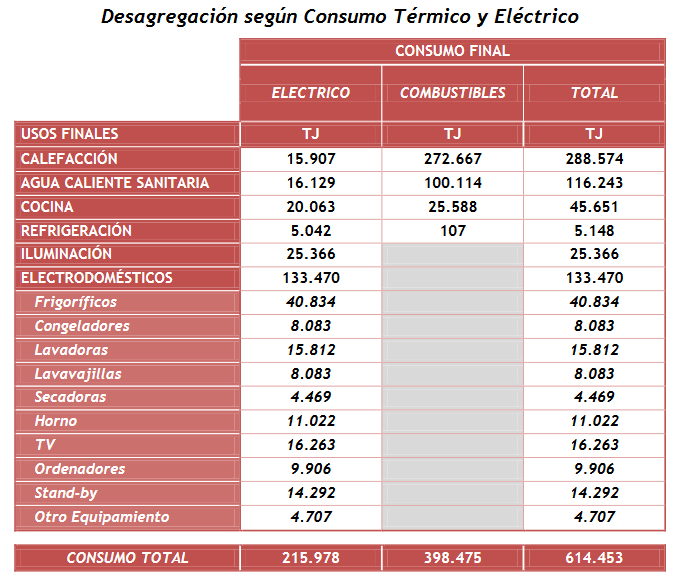 Desagregación según Consumo Térmico y Eléctrico
CONSUMO FINAL
ELECTRICO COMBUSTIBLES TOTAL
USOS FINALES TJ TJ TJ
CALEFACCIÓN 15.907 272.667 288.574
AGUA CALIENTE SANITARIA 16.129 100.114 116.243
COCINA 20.063 25.588 45.651
REFRIGERACIÓN 5.042 107 5.148
ILUMINACIÓN 25.366 25.366
ELECTRODOMÉSTICOS 133.470 133.470
Frigoríficos 40.834 40.834
Congeladores 8.083 8.083
Lavadoras 15.812 15.812
Lavavajillas 8.083 8.083
Secadoras 4.469 4.469
Horno 11.022 11.022
TV 16.263 16.263
Ordenadores 9.906 9.906
Stand-by 14.292 14.292
Otro Equipamiento 4.707 4.707
CONSUMO TOTAL 215.978 398.475 614.453